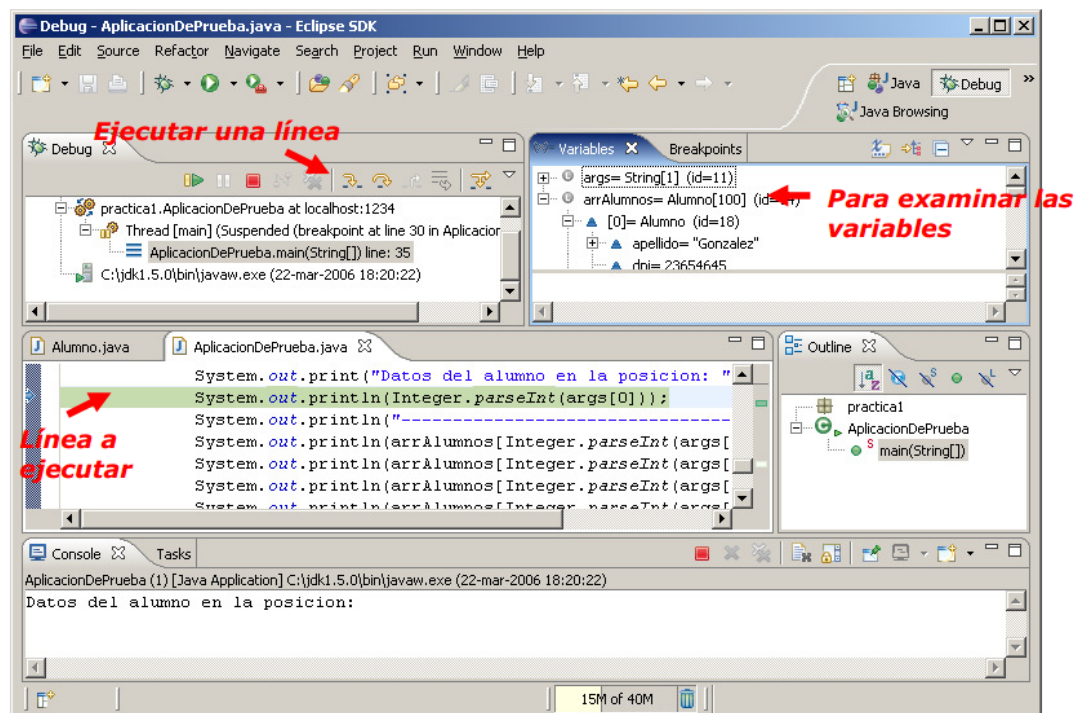 Debug - AplicacionDePrueba.java - Eclipse SDK
File Edit Source Refactor Navigate Search Project Run Window Help
Java Debug »
Java Browsing
Ejecutar una línea
Debug
Variables Breakpoints
practica1.AplicacionDePrueba at localhost:1234
Thread [main] (Suspended (breakpoint at line 30 in Aplicacion
AplicacionDePrueba.main(String[]) line: 35
C:\jdk1.5.0\bin\javaw.exe (22-mar-2006 18:20:22)
args= String[1] (id=11)
arrAlumnos= Alumno[100]
[0]= Alumno (id=18)
apellido= "Gonzalez"
dni= 23654645
Para examinar las
variables
Alumno.java AplicacionDePrueba.java
System.out.print("Datos del alumno en la posicion: "
System.out.println(Integer.parseInt(args[0]));
System.out.println("--------------------------------
System.out.println(arrAlumnos[Integer.parseInt(args[
System.out.println(arrAlumnos[Integer.parseInt(args[
System.out.println(arrAlumnos[Integer.parseInt(args[
System.out.println(arrAlumnos[Integer.parseInt(args[
Línea a
ejecutar
Outline
practica1
AplicacionDePrueba
main(String[])
Console Tasks
AplicacionDePrueba (1) [Java Application] C:\jdk1.5.0\bin\javaw.exe (22-mar-2006 18:20:22)
Datos del alumno en la posicion:
15M of 40M